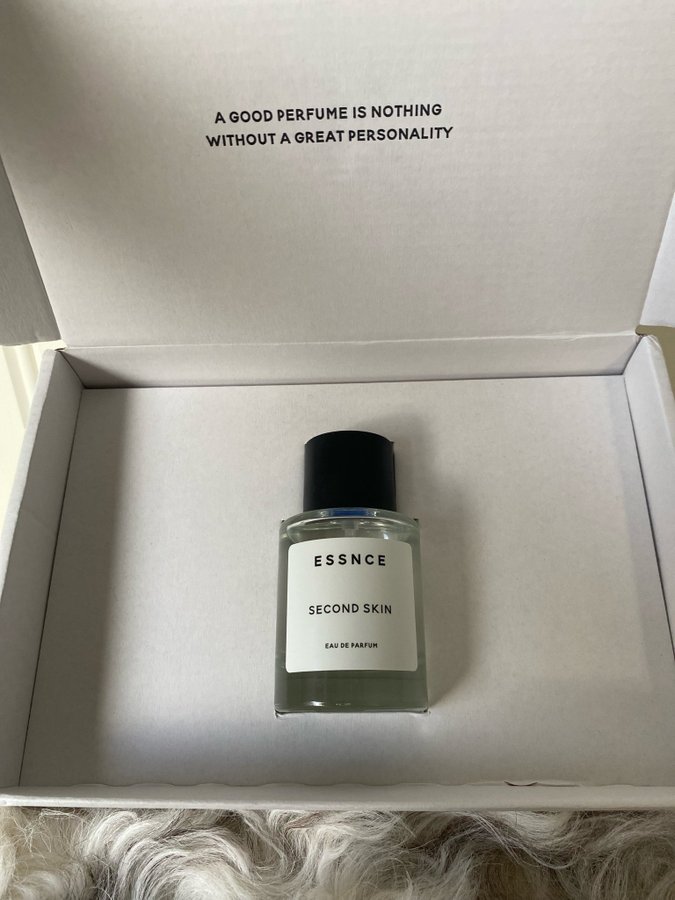 A GOOD PERFUME IS NOTHING
WITHOUT A GREAT PERSONALITY
ESSNCE
SECOND SKIN
EAU DE PARFUM